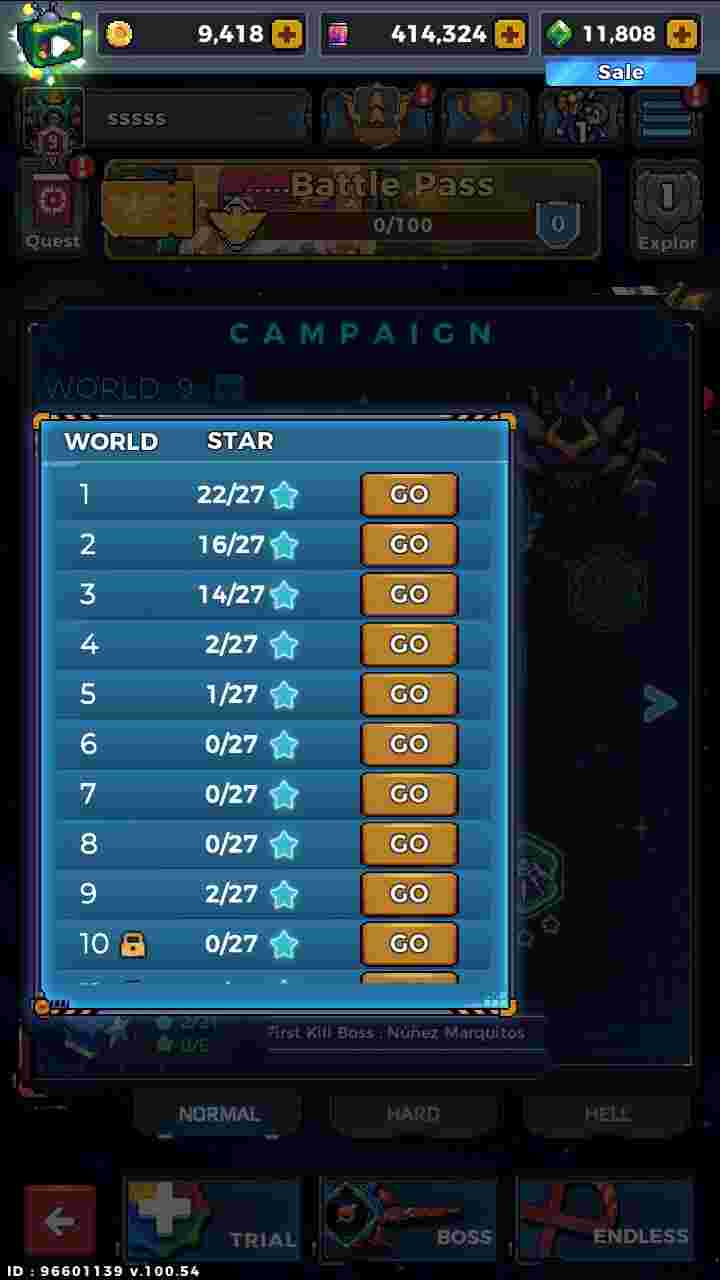 9,418
414,324
11,808
Sale
sssss
9
1
.....Battle Pass
0/100
0
1
Quest
Explor
CAMPAIGN
WORLD 9
WORLD STAR
1 22/27 GO
2 16/27 GO
3 14/27 GO
4 2/27 GO
5 1/27 GO
6 0/27 GO
7 0/27 GO
8 0/27 GO
9 2/27 GO
10 0/27 GO
2/27
0/6
First Kill Boss : Núñez Marquitos
NORMAL HARD HELL
TRIAL BOSS ENDLESS
ID : 96601139 v.100.54